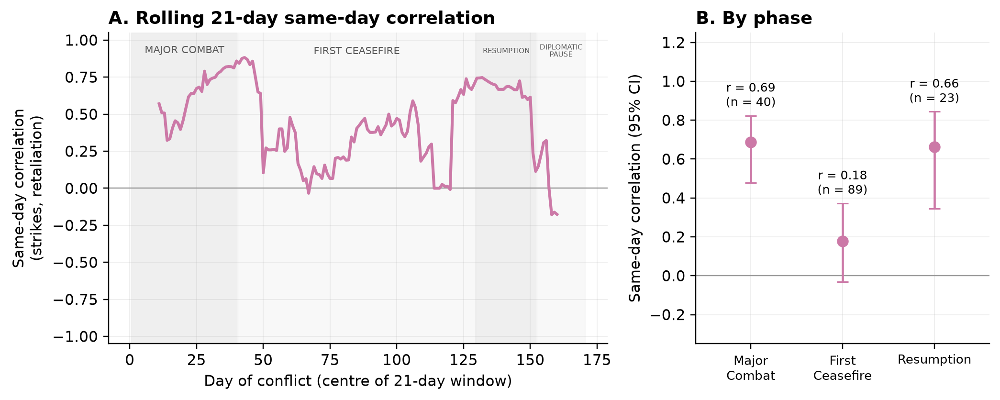 A. Rolling 21-day same-day correlation
Same-day correlation
(strikes, retaliation)
1.00
0.75
0.50
0.25
0.00
−0.25
−0.50
−0.75
−1.00
MAJOR COMBAT
FIRST CEASEFIRE
RESUMPTION
DIPLOMATIC
PAUSE
0 25 50 75 100 125 150 175
Day of conflict (centre of 21-day window)
B. By phase
Same-day correlation (95% CI)
1.2
1.0
0.8
0.6
0.4
0.2
0.0
−0.2
r = 0.69
(n = 40)
r = 0.18
(n = 89)
r = 0.66
(n = 23)
Major
Combat
First
Ceasefire
Resumption